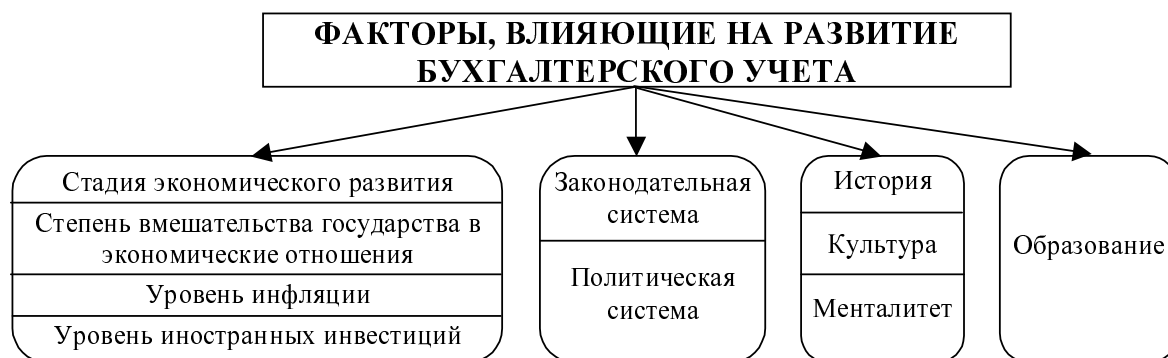 ФАКТОРЫ, ВЛИЯЮЩИЕ НА РАЗВИТИЕ
БУХГАЛТЕРСКОГО УЧЕТА
Стадия экономического развития
Степень вмешательства государства в
экономические отношения
Уровень инфляции
Уровень иностранных инвестиций
Законодательная
система
Политическая
система
История
Культура
Менталитет
Образование